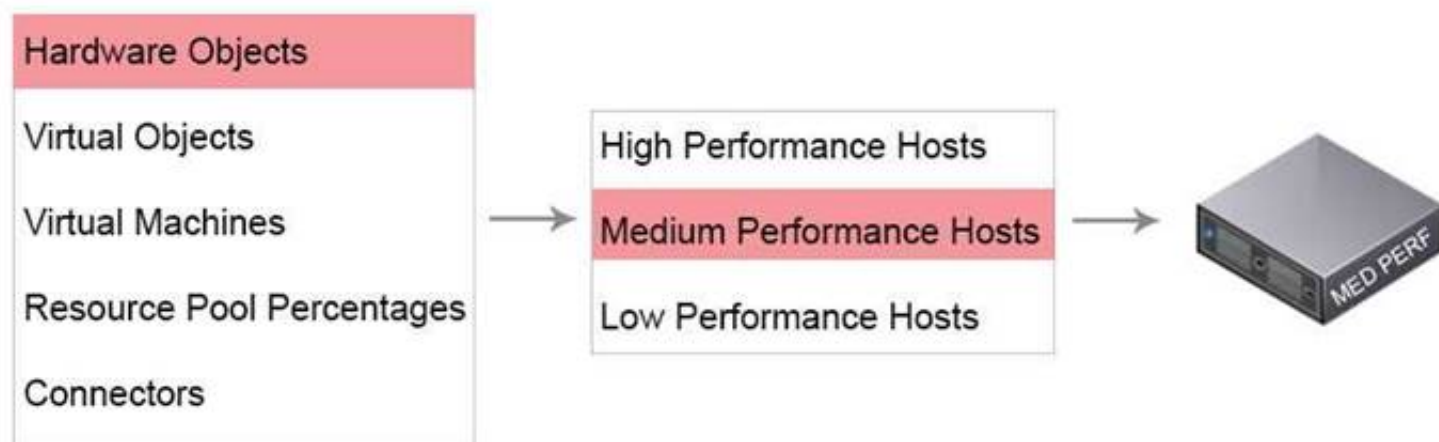 Hardware Objects
Virtual Objects
Virtual Machines
Resource Pool Percentages
Connectors
High Performance Hosts
Medium Performance Hosts
Low Performance Hosts
MED PERF